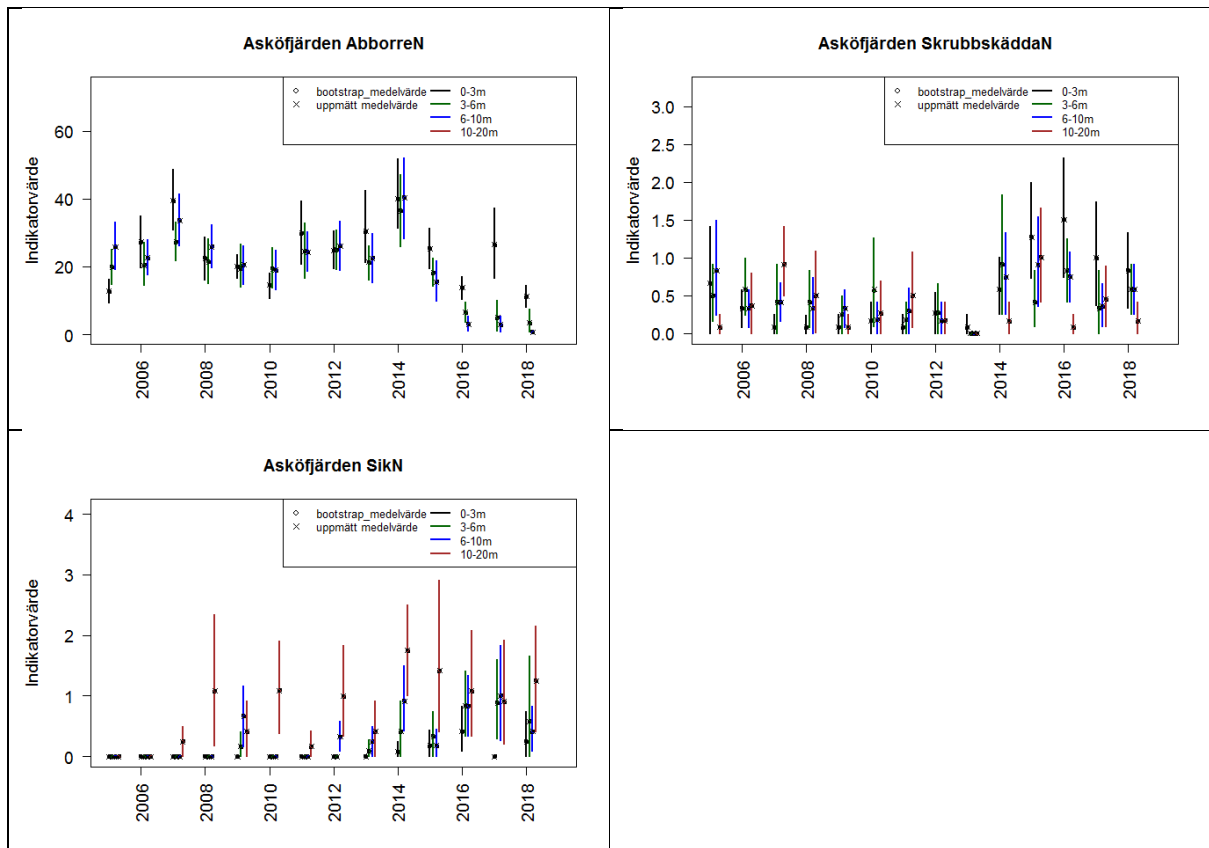 Asköfjärden AbborreN
bootstrap_medelvärde
uppmätt medelvärde
0-3m
3-6m
6-10m
10-20m
Indikatorvärde
60
40
20
0
2006
2008
2010
2012
2014
2016
2018
Asköfjärden SkrubbskäddaN
bootstrap_medelvärde
uppmätt medelvärde
0-3m
3-6m
6-10m
10-20m
Indikatorvärde
3.0
2.5
2.0
1.5
1.0
0.5
0.0
2006
2008
2010
2012
2014
2016
2018
Asköfjärden SikN
bootstrap_medelvärde
uppmätt medelvärde
0-3m
3-6m
6-10m
10-20m
Indikatorvärde
4
3
2
1
0
2006
2008
2010
2012
2014
2016
2018